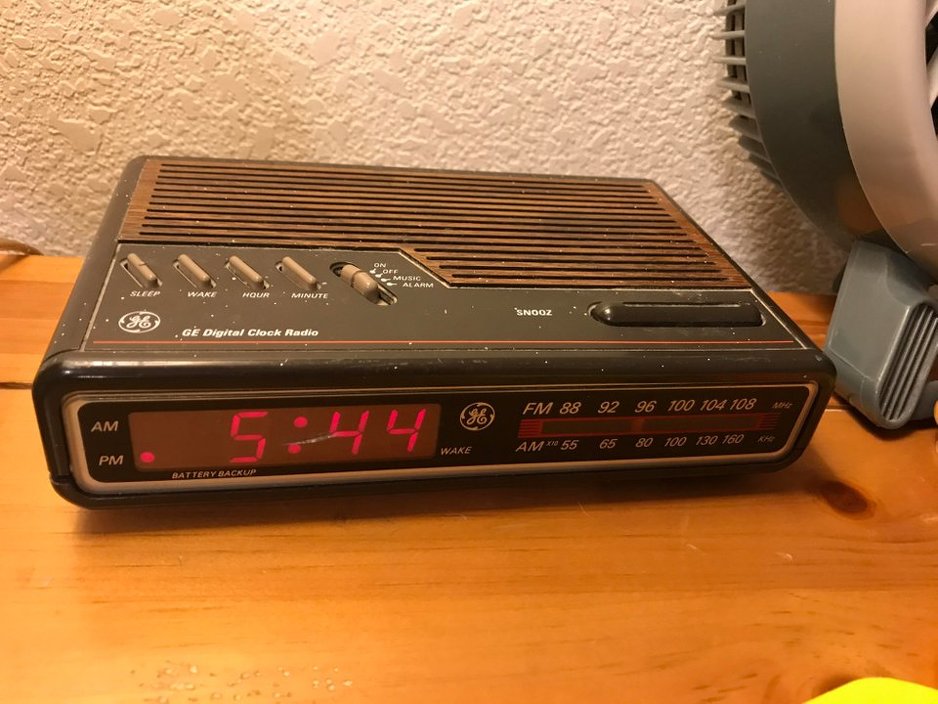 ON
OFF
MUSIC
ALARM
SLEEP WAKE HOUR MINUTE
SNOOZ
GE GE Digital Clock Radio
AM
PM
5:44
BATTERY BACKUP
WAKE
GE
FM 88 92 96 100 104 108 MHz
AM X10 55 65 80 100 130 160 KHz